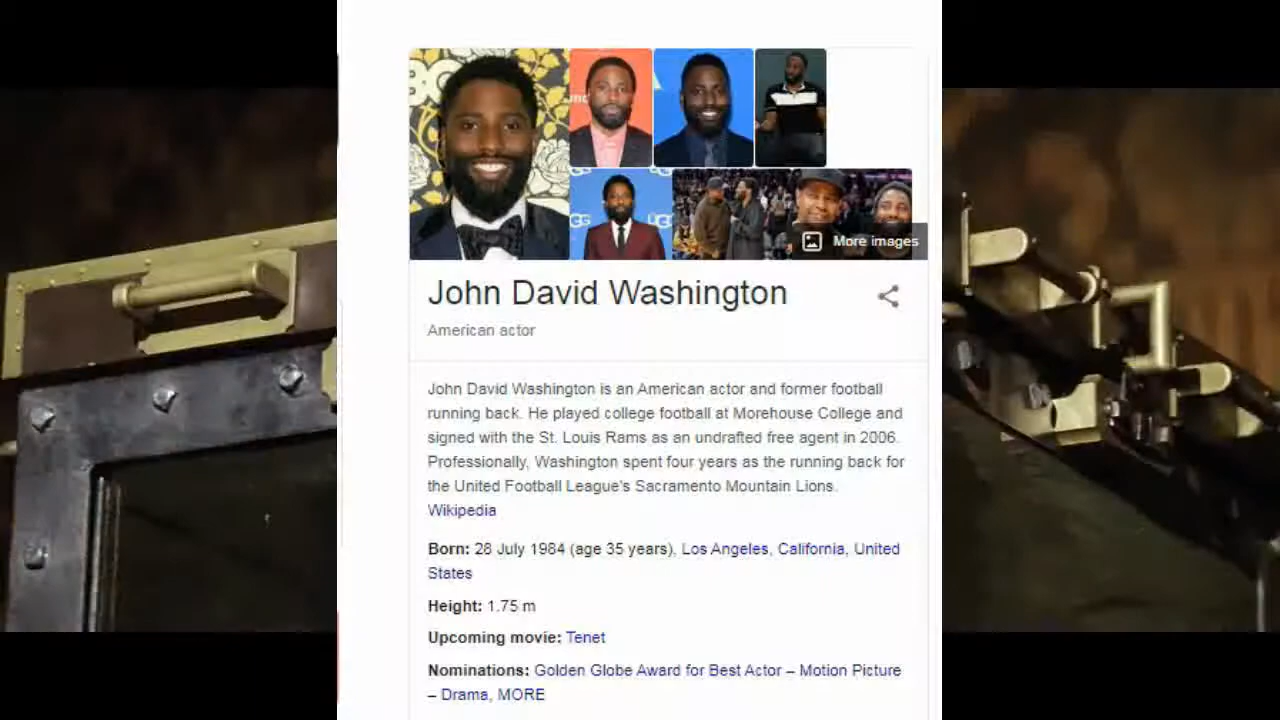 More images
John David Washington
American actor
John David Washington is an American actor and former football
running back. He played college football at Morehouse College and
signed with the St. Louis Rams as an undrafted free agent in 2006.
Professionally, Washington spent four years as the running back for
the United Football League's Sacramento Mountain Lions.
Wikipedia
Born: 28 July 1984 (age 35 years), Los Angeles, California, United
States
Height: 1.75 m
Upcoming movie: Tenet
Nominations: Golden Globe Award for Best Actor – Motion Picture
– Drama, MORE